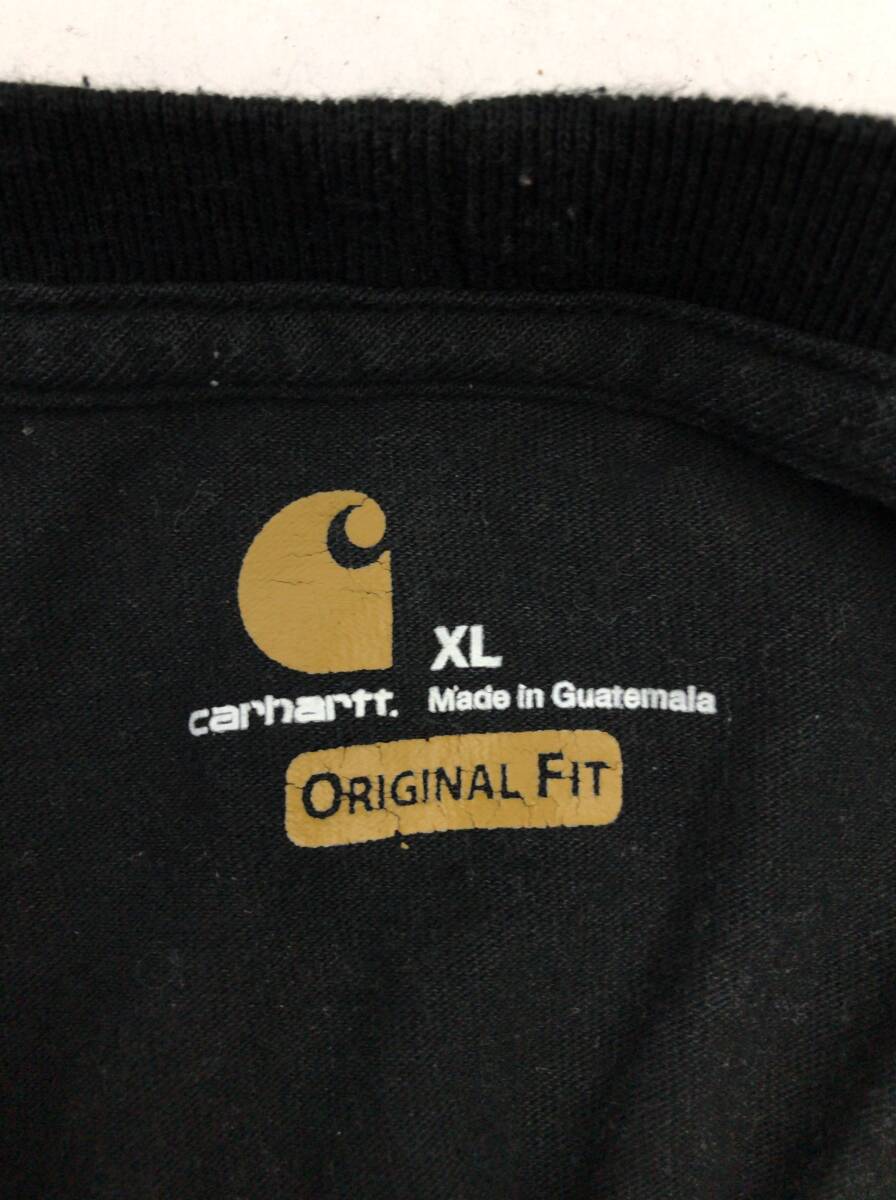 XL
carhartt. Made in Guatemala
ORIGINAL FIT